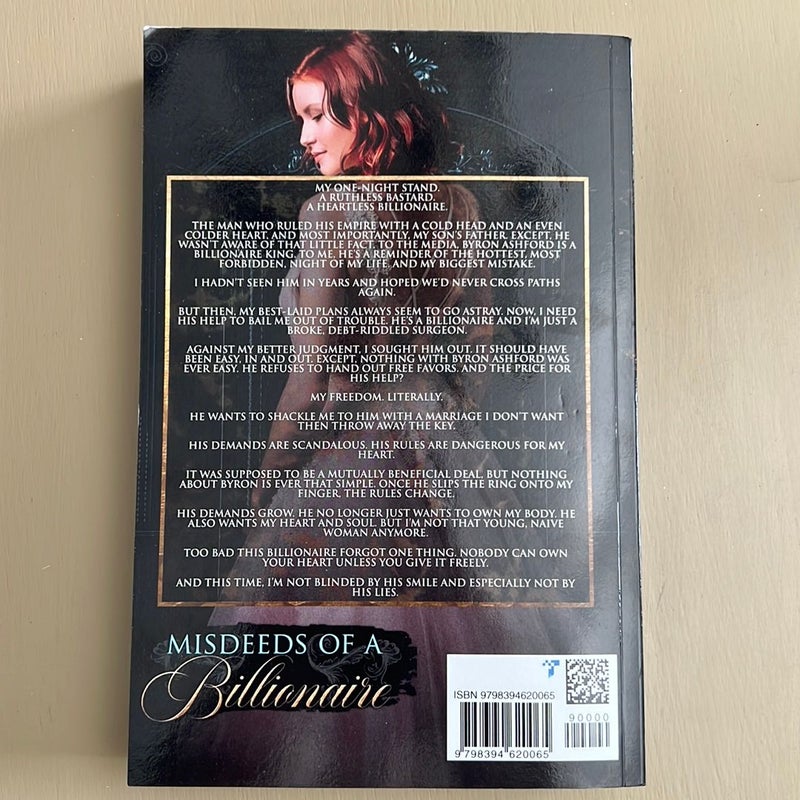 MY ONE-NIGHT STAND.
A RUTHLESS BASTARD.
A HEARTLESS BILLIONAIRE.
THE MAN WHO RULED HIS EMPIRE WITH A COLD HEAD AND AN EVEN
COLDER HEART. AND MOST IMPORTANTLY, MY SON'S FATHER. EXCEPT, HE
WASN'T AWARE OF THAT LITTLE FACT. TO THE MEDIA, BYRON ASHFORD IS A
BILLIONAIRE KING. TO ME, HE'S A REMINDER OF THE HOTTEST, MOST
FORBIDDEN, NIGHT OF MY LIFE. AND MY BIGGEST MISTAKE.
I HADN'T SEEN HIM IN YEARS AND HOPED WE'D NEVER CROSS PATHS
AGAIN.
BUT THEN, MY BEST-LAID PLANS ALWAYS SEEM TO GO ASTRAY. NOW, I NEED
HIS HELP TO BAIL ME OUT OF TROUBLE. HE'S A BILLIONAIRE AND I'M JUST A
BROKE, DEBT-RIDDLED SURGEON.
AGAINST MY BETTER JUDGMENT, I SOUGHT HIM OUT. IT SHOULD HAVE
BEEN EASY, IN AND OUT. EXCEPT, NOTHING WITH BYRON ASHFORD WAS
EVER EASY. HE REFUSES TO HAND OUT FREE FAVORS. AND THE PRICE FOR
HIS HELP?
MY FREEDOM. LITERALLY.
HE WANTS TO SHACKLE ME TO HIM WITH A MARRIAGE I DON'T WANT
THEN THROW AWAY THE KEY.
HIS DEMANDS ARE SCANDALOUS. HIS RULES ARE DANGEROUS FOR MY
HEART.
IT WAS SUPPOSED TO BE A MUTUALLY BENEFICIAL DEAL. BUT NOTHING
ABOUT BYRON IS EVER THAT SIMPLE. ONCE HE SLIPS THE RING ONTO MY
FINGER, THE RULES CHANGE.
HIS DEMANDS GROW. HE NO LONGER JUST WANTS TO OWN MY BODY. HE
ALSO WANTS MY HEART AND SOUL. BUT I'M NOT THAT YOUNG, NAIVE
WOMAN ANYMORE.
TOO BAD THIS BILLIONAIRE FORGOT ONE THING. NOBODY CAN OWN
YOUR HEART UNLESS YOU GIVE IT FREELY.
AND THIS TIME, I'M NOT BLINDED BY HIS SMILE AND ESPECIALLY NOT BY
HIS LIES.
MISDEEDS OF A
Billionaire
ISBN 9798394620065
90000
9 798394 620065